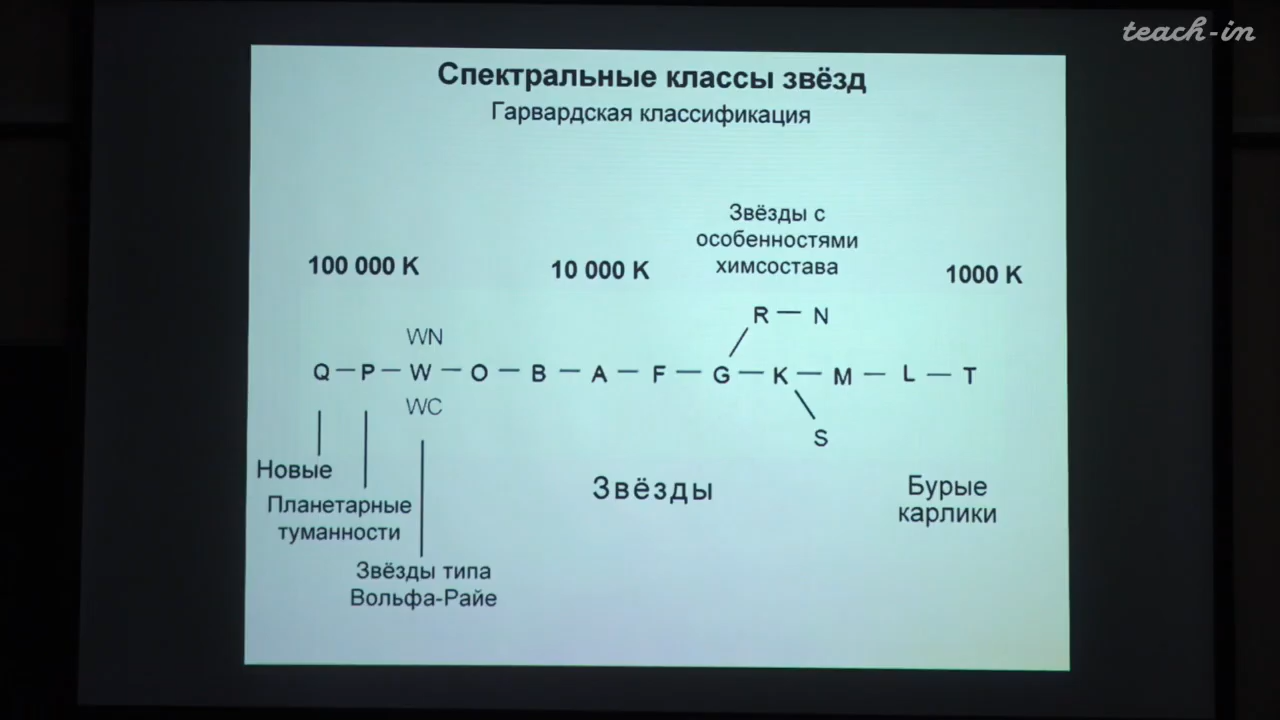 teach-in
Спектральные классы звёзд
Гарвардская классификация
Звёзды с
особенностями
химсостава
100 000 K
10 000 K
1000 K
R — N
WN
Q — P — W — O — B — A — F — G — K — M — L — T
WC
S
Новые
Планетарные
туманности
Звёзды типа
Вольфа-Райе
Звёзды
Бурые
карлики